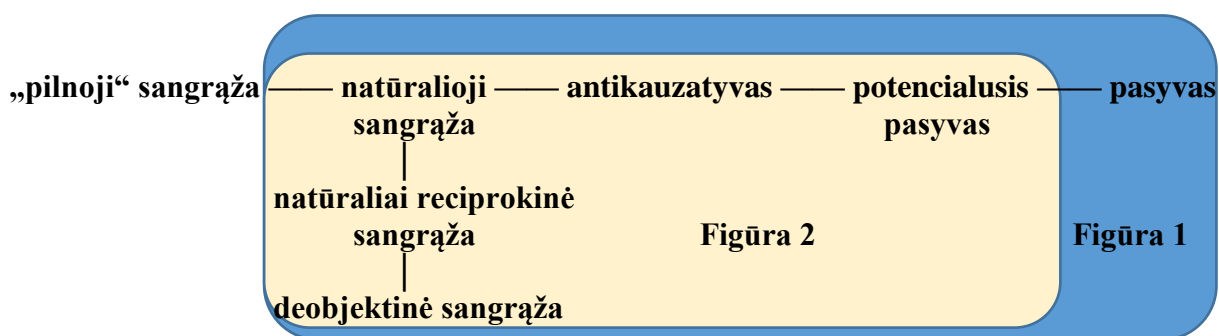 „pilnoji“ sangrąža —— natūralioji —— antikauzatyvas —— potencialusis —— pasyvas
sangrąža
pasyvas
natūraliai reciprokinė
sangrąža
Figūra 2
Figūra 1
deobjektinė sangrąža